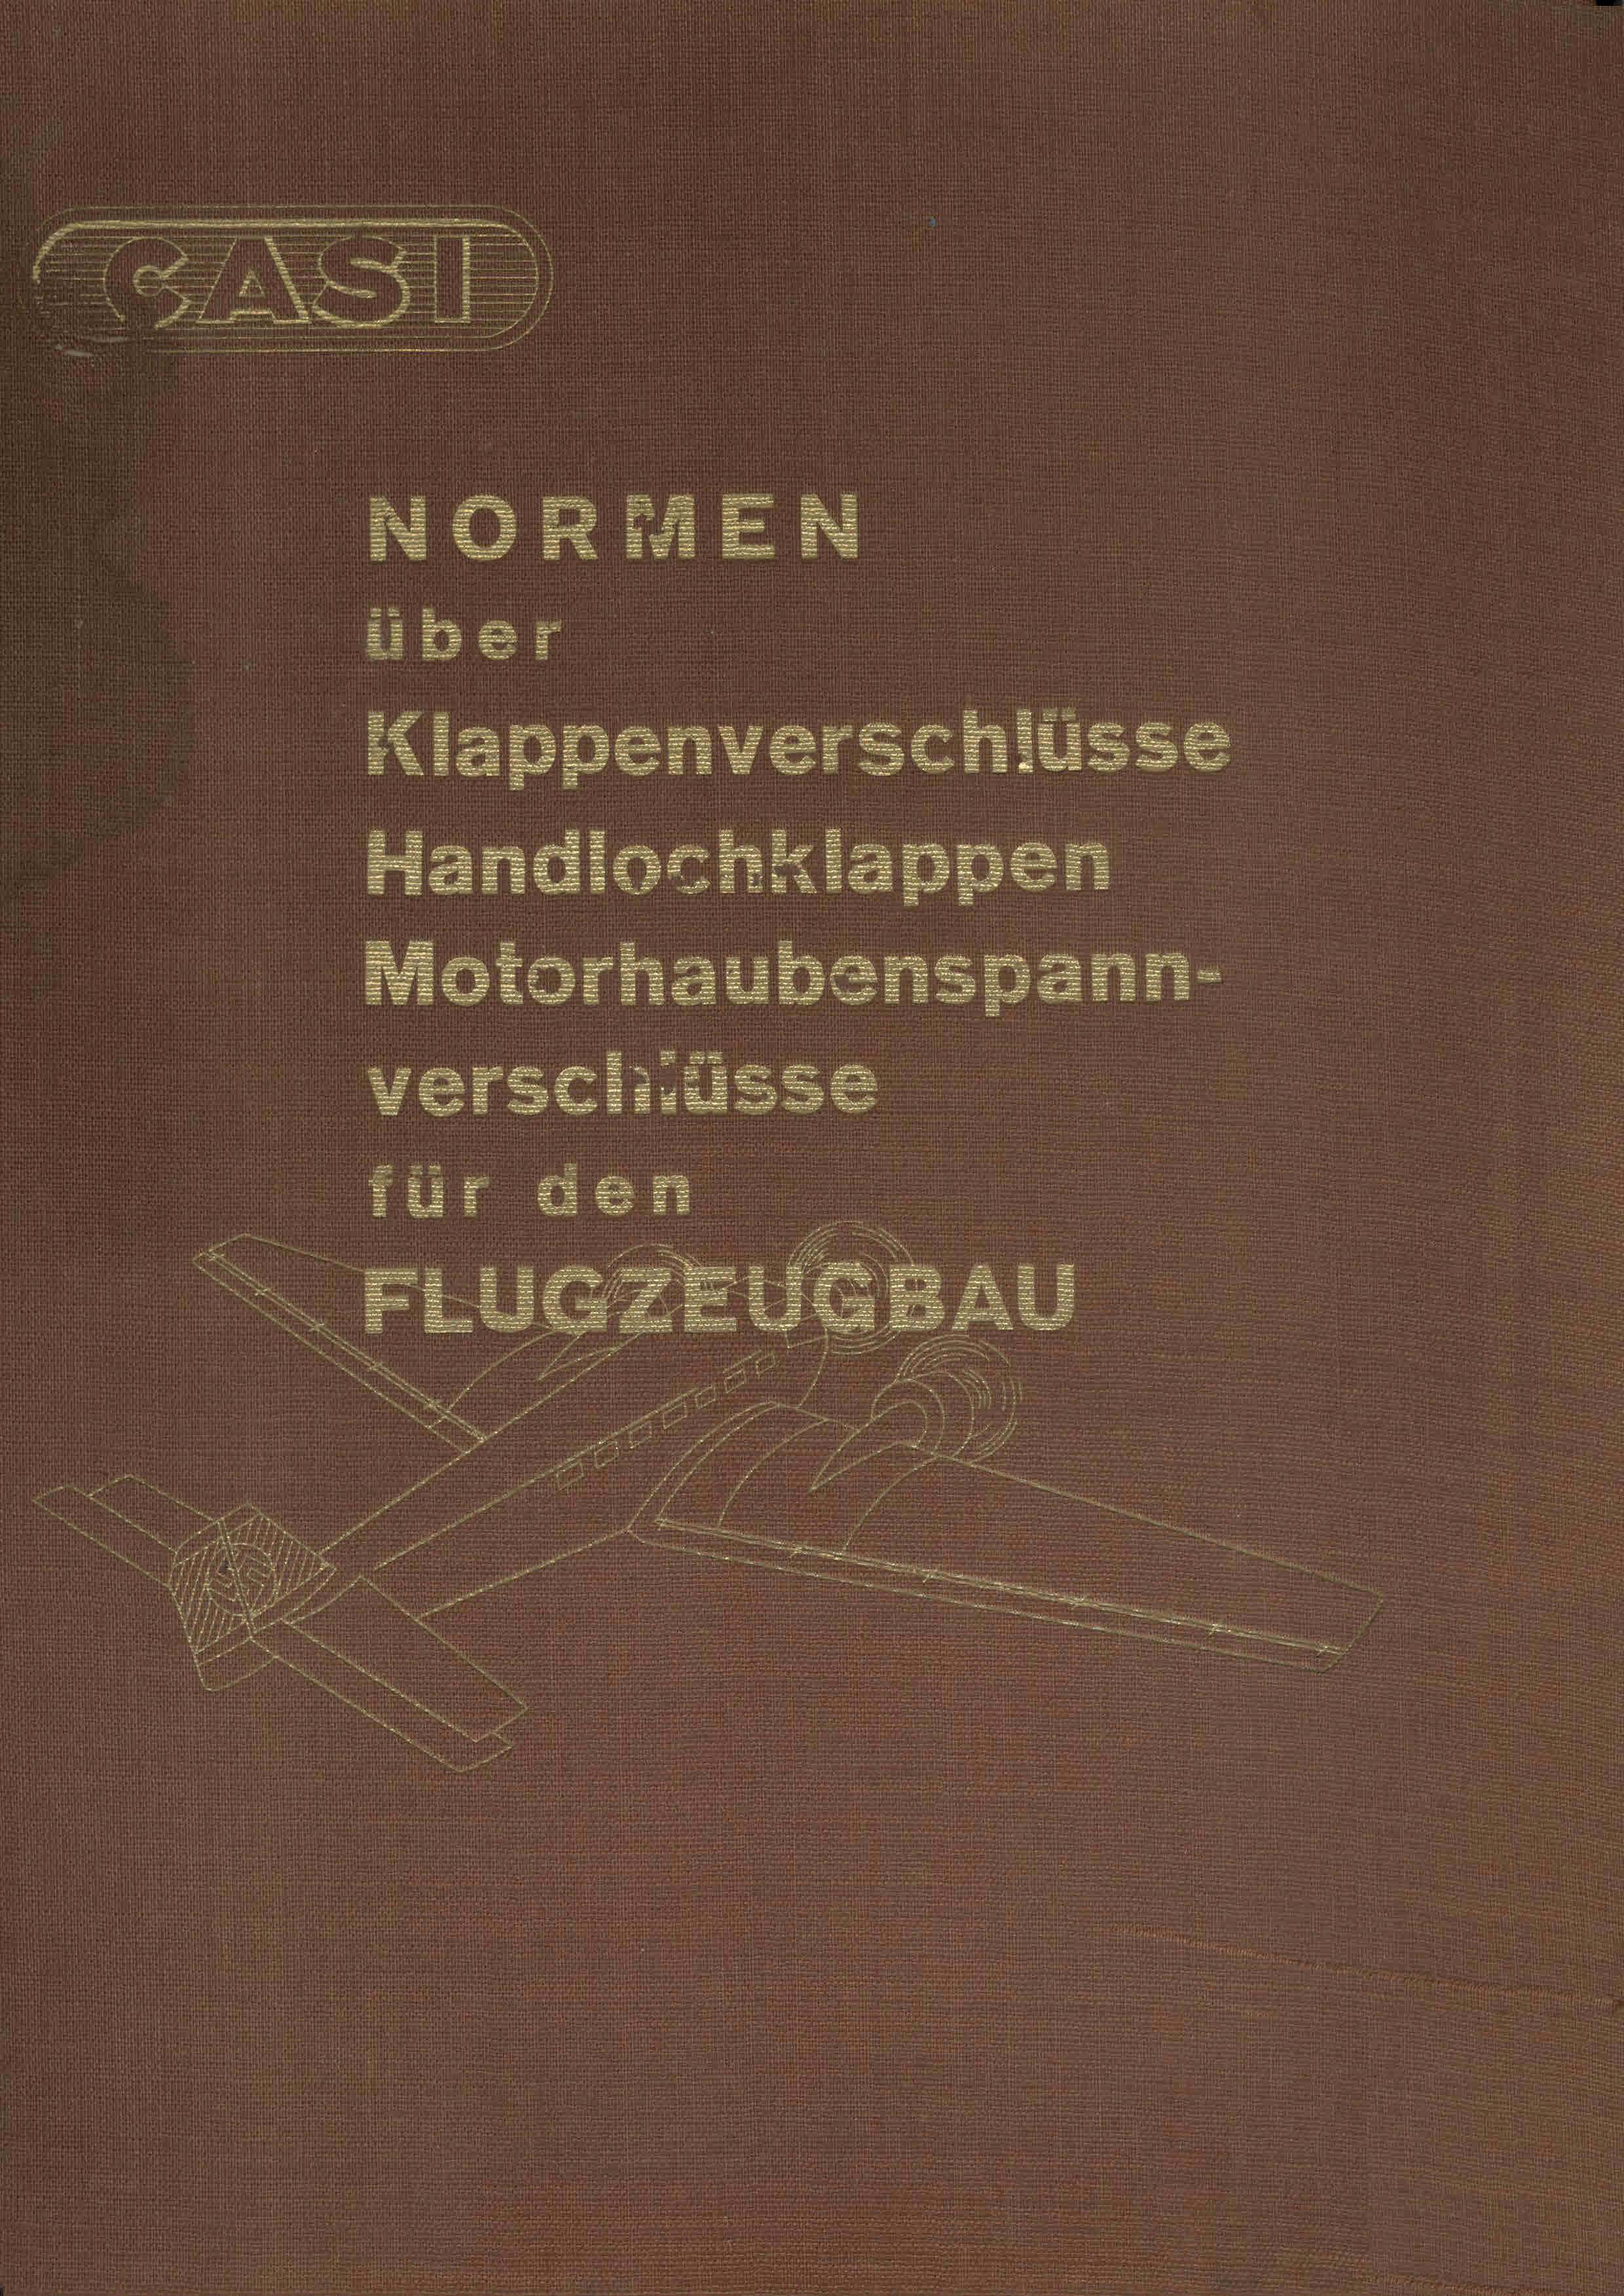 CASI
NORMEN
über
Klappenverschlüsse
Handlochklappen
Motorhaubenspann-
verschlüsse
für den
FLUGZEUGBAU